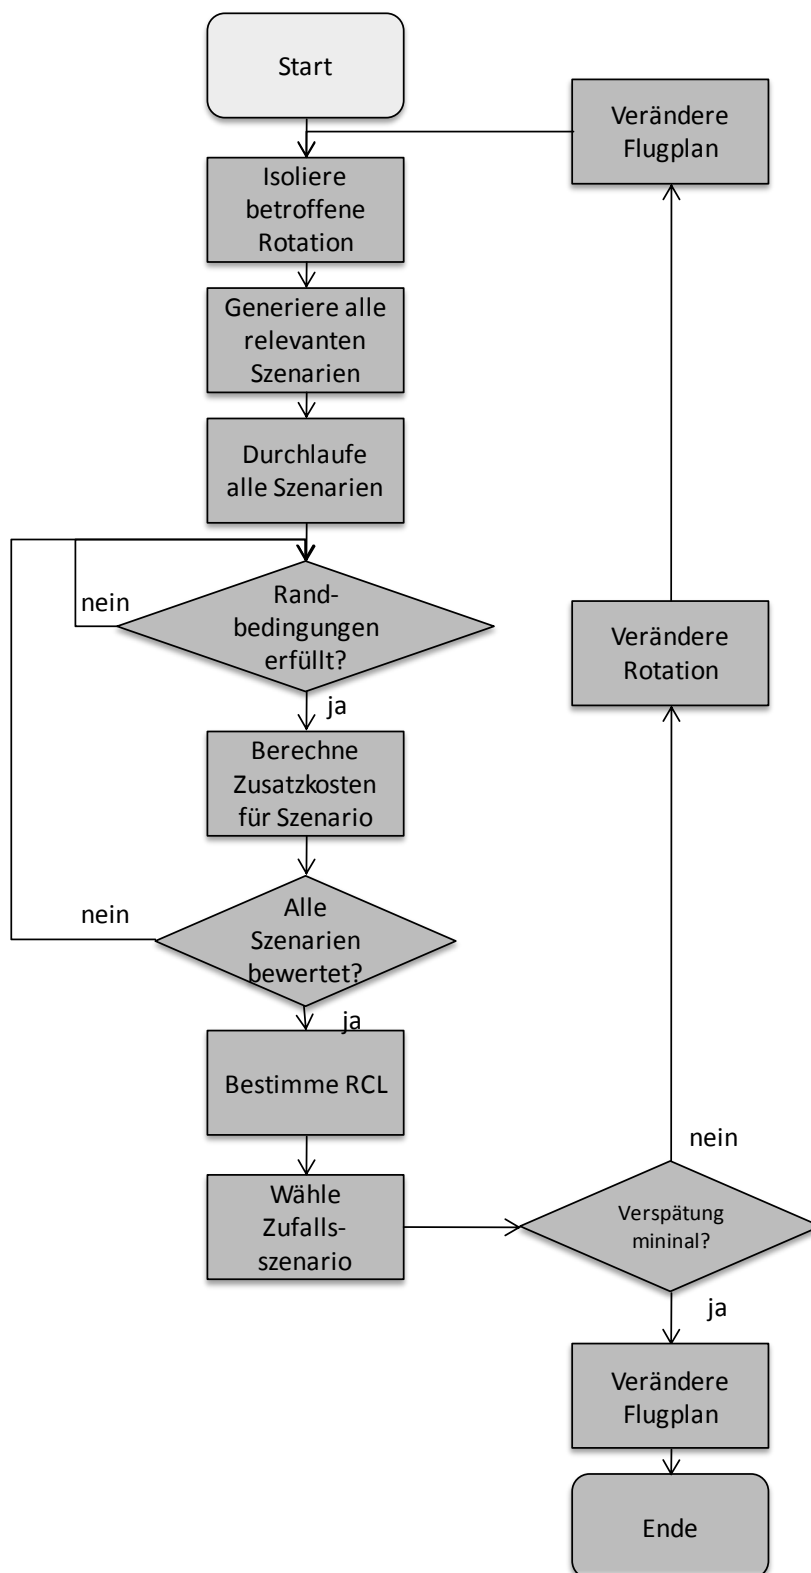 Start
Verändere
Flugplan
Isoliere
betroffene
Rotation
Generiere alle
relevanten
Szenarien
Durchlaufe
alle Szenarien
nein
Rand-
bedingungen
erfüllt?
ja
Verändere
Rotation
Berechne
Zusatzkosten
für Szenario
nein
Alle
Szenarien
bewertet?
ja
Bestimme RCL
nein
Wähle
Zufalls-
szenario
Verspätung
mininal?
ja
Verändere
Flugplan
Ende